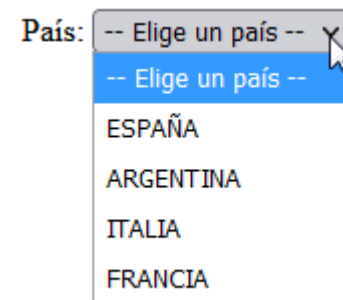 País: -- Elige un país --
-- Elige un país --
ESPAÑA
ARGENTINA
ITALIA
FRANCIA